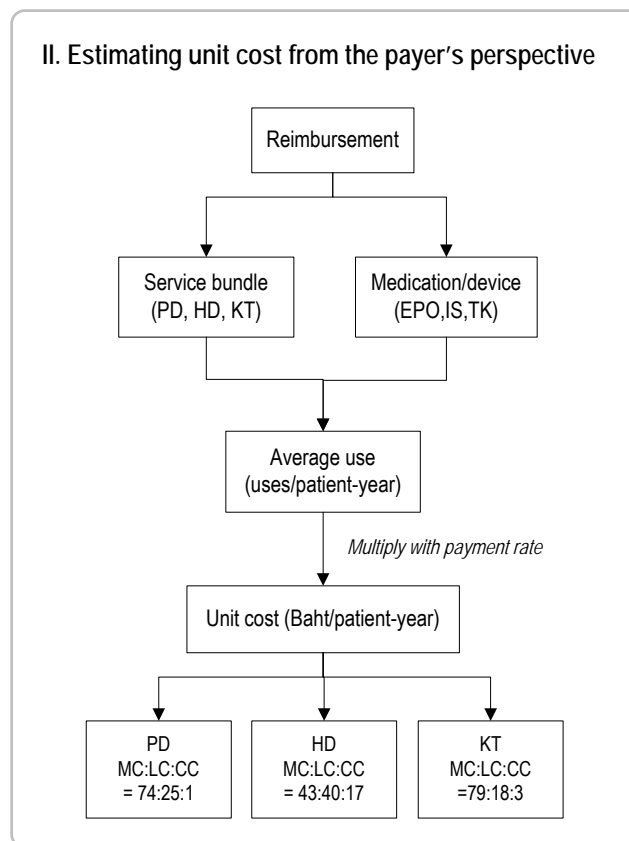 II. Estimating unit cost from the payer's perspective
Reimbursement
Service bundle
(PD, HD, KT)
Medication/device
(EPO,IS,TK)
Average use
(uses/patient-year)
Multiply with payment rate
Unit cost (Baht/patient-year)
PD
MC:LC:CC
= 74:25:1
HD
MC:LC:CC
= 43:40:17
KT
MC:LC:CC
=79:18:3